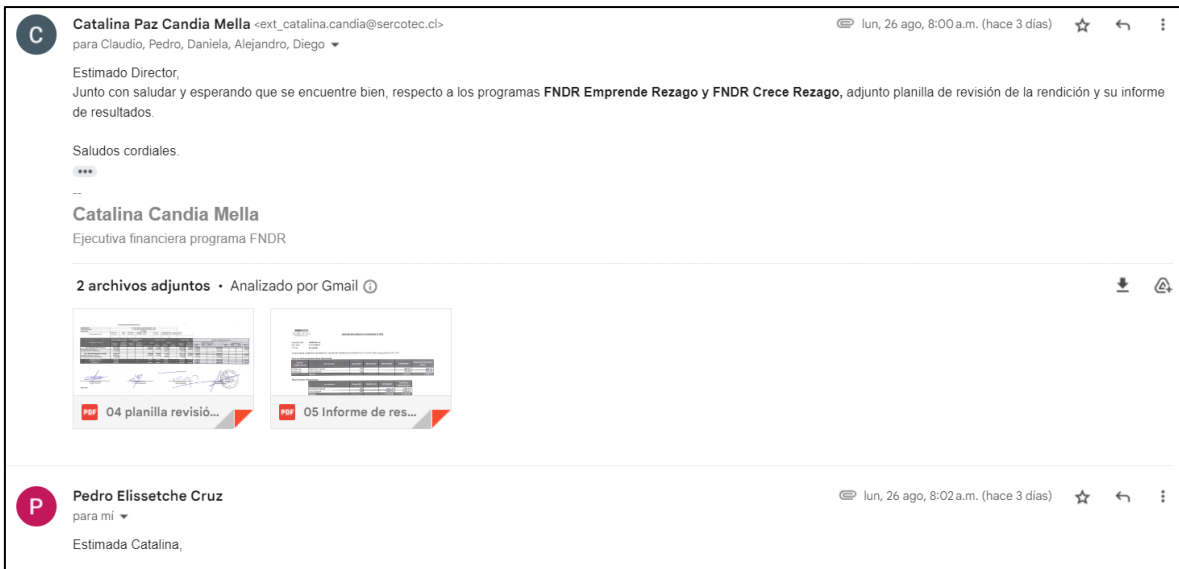 C
Catalina Paz Candia Mella <ext_catalina.candia@sercotec.cl>
lun, 26 ago, 8:00 a.m. (hace 3 días)
para Claudio, Pedro, Daniela, Alejandro, Diego
Estimado Director,
Junto con saludar y esperando que se encuentre bien, respecto a los programas FNDR Emprende Rezago y FNDR Crece Rezago, adjunto planilla de revisión de la rendición y su informe
de resultados.
Saludos cordiales.
--
Catalina Candia Mella
Ejecutiva financiera programa FNDR
2 archivos adjuntos • Analizado por Gmail
PDF 04 planilla revisió...
PDF 05 Informe de res...
P
Pedro Elissetche Cruz
lun, 26 ago, 8:02 a.m. (hace 3 días)
para mí
Estimada Catalina,